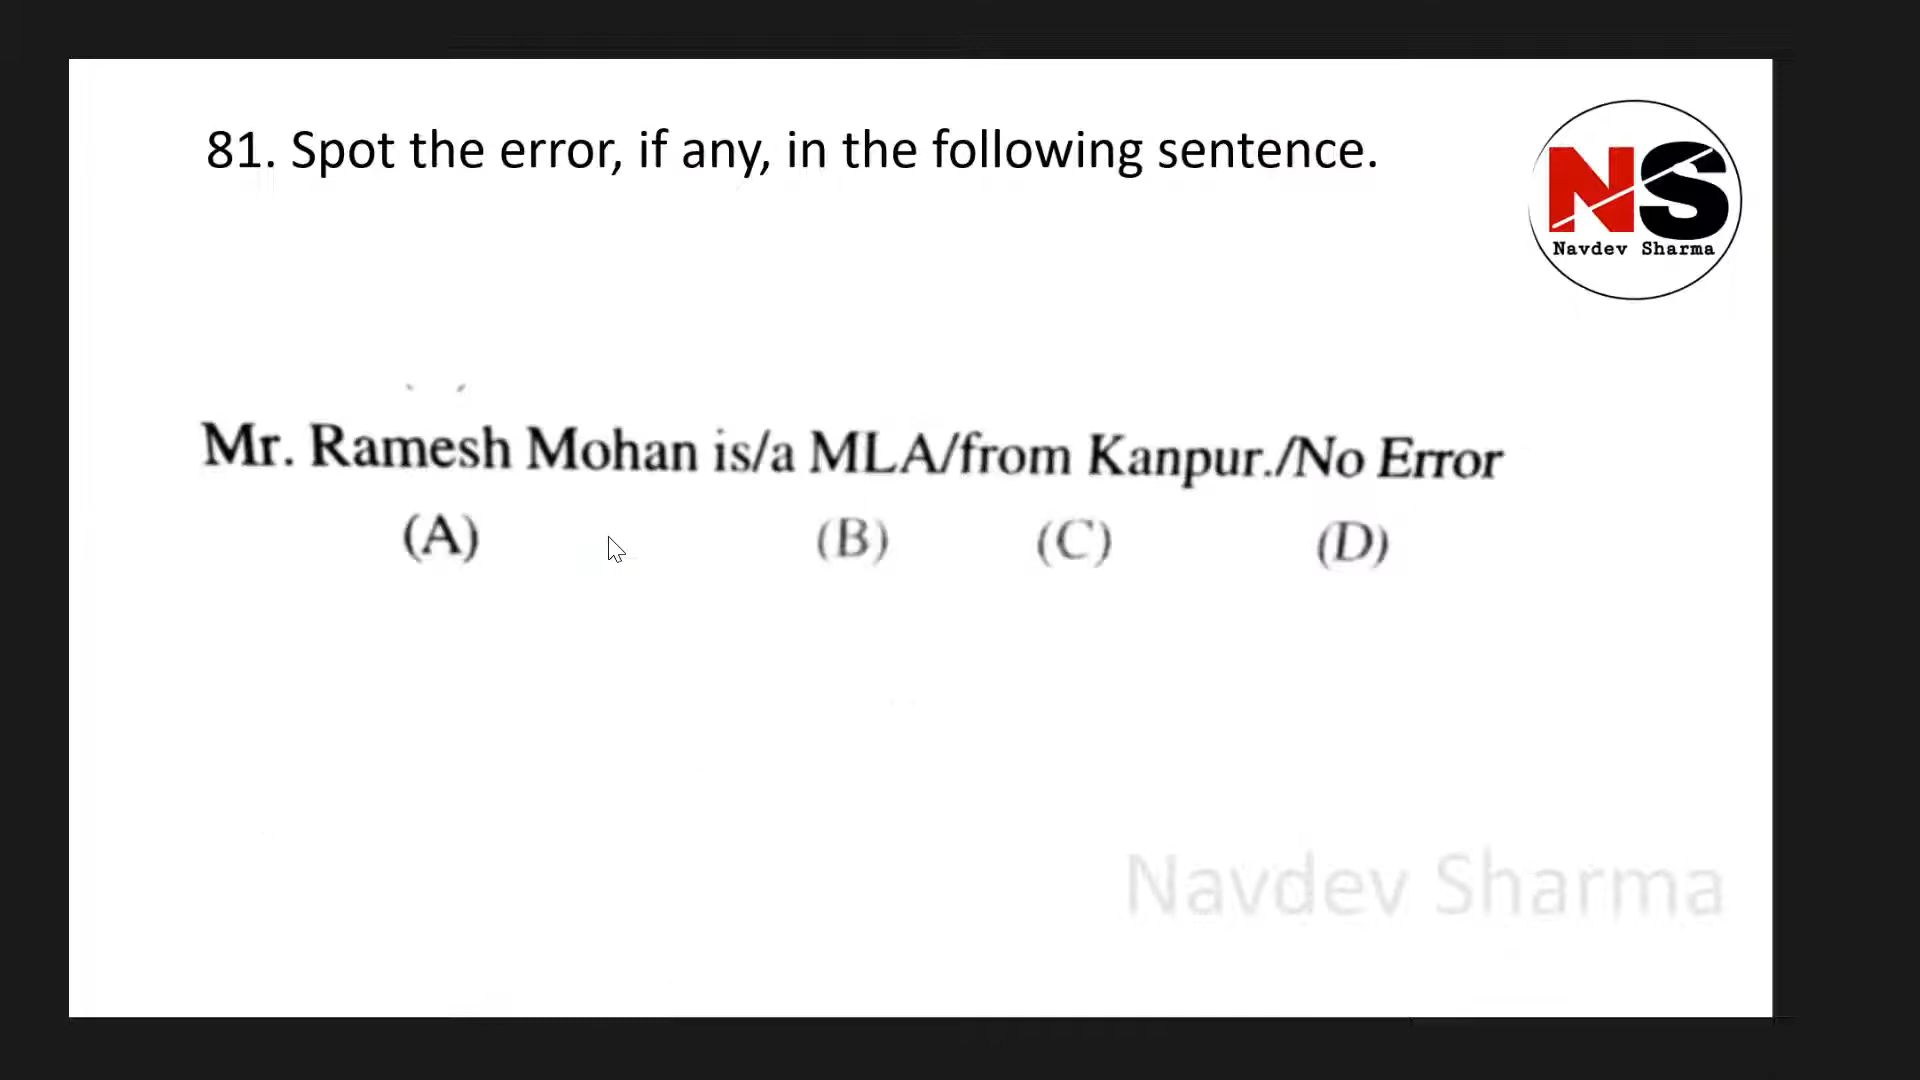 81. Spot the error, if any, in the following sentence.
NS
Navdev Sharma
Mr. Ramesh Mohan is/a MLA/from Kanpur./No Error
(A) (B) (C) (D)
Navdev Sharma